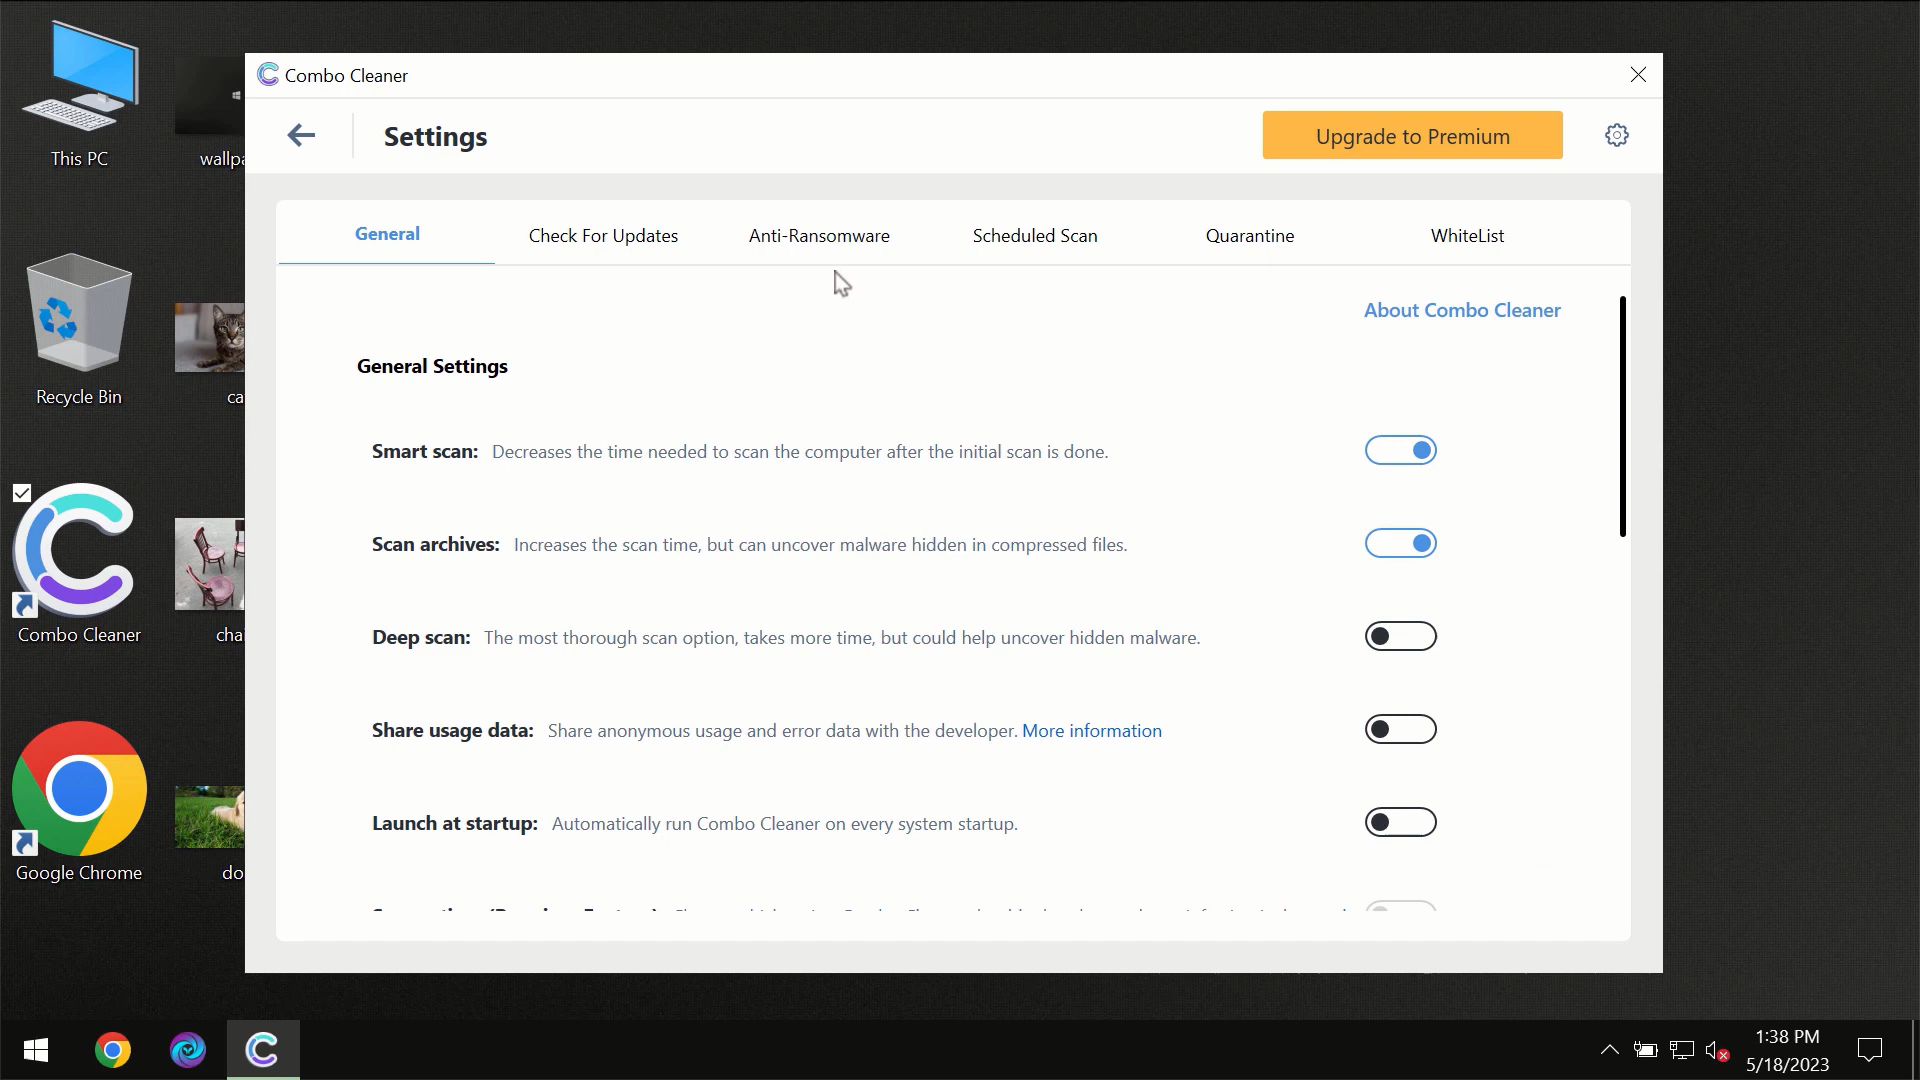 Combo Cleaner
Settings
Upgrade to Premium
General
Check For Updates
Anti-Ransomware
Scheduled Scan
Quarantine
WhiteList
About Combo Cleaner
General Settings
Smart scan: Decreases the time needed to scan the computer after the initial scan is done.
Scan archives: Increases the scan time, but can uncover malware hidden in compressed files.
Deep scan: The most thorough scan option, takes more time, but could help uncover hidden malware.
Share usage data: Share anonymous usage and error data with the developer. More information
Launch at startup: Automatically run Combo Cleaner on every system startup.
This PC
wallpa
Recycle Bin
ca
Combo Cleaner
chai
Google Chrome
do
1:38 PM
5/18/2023